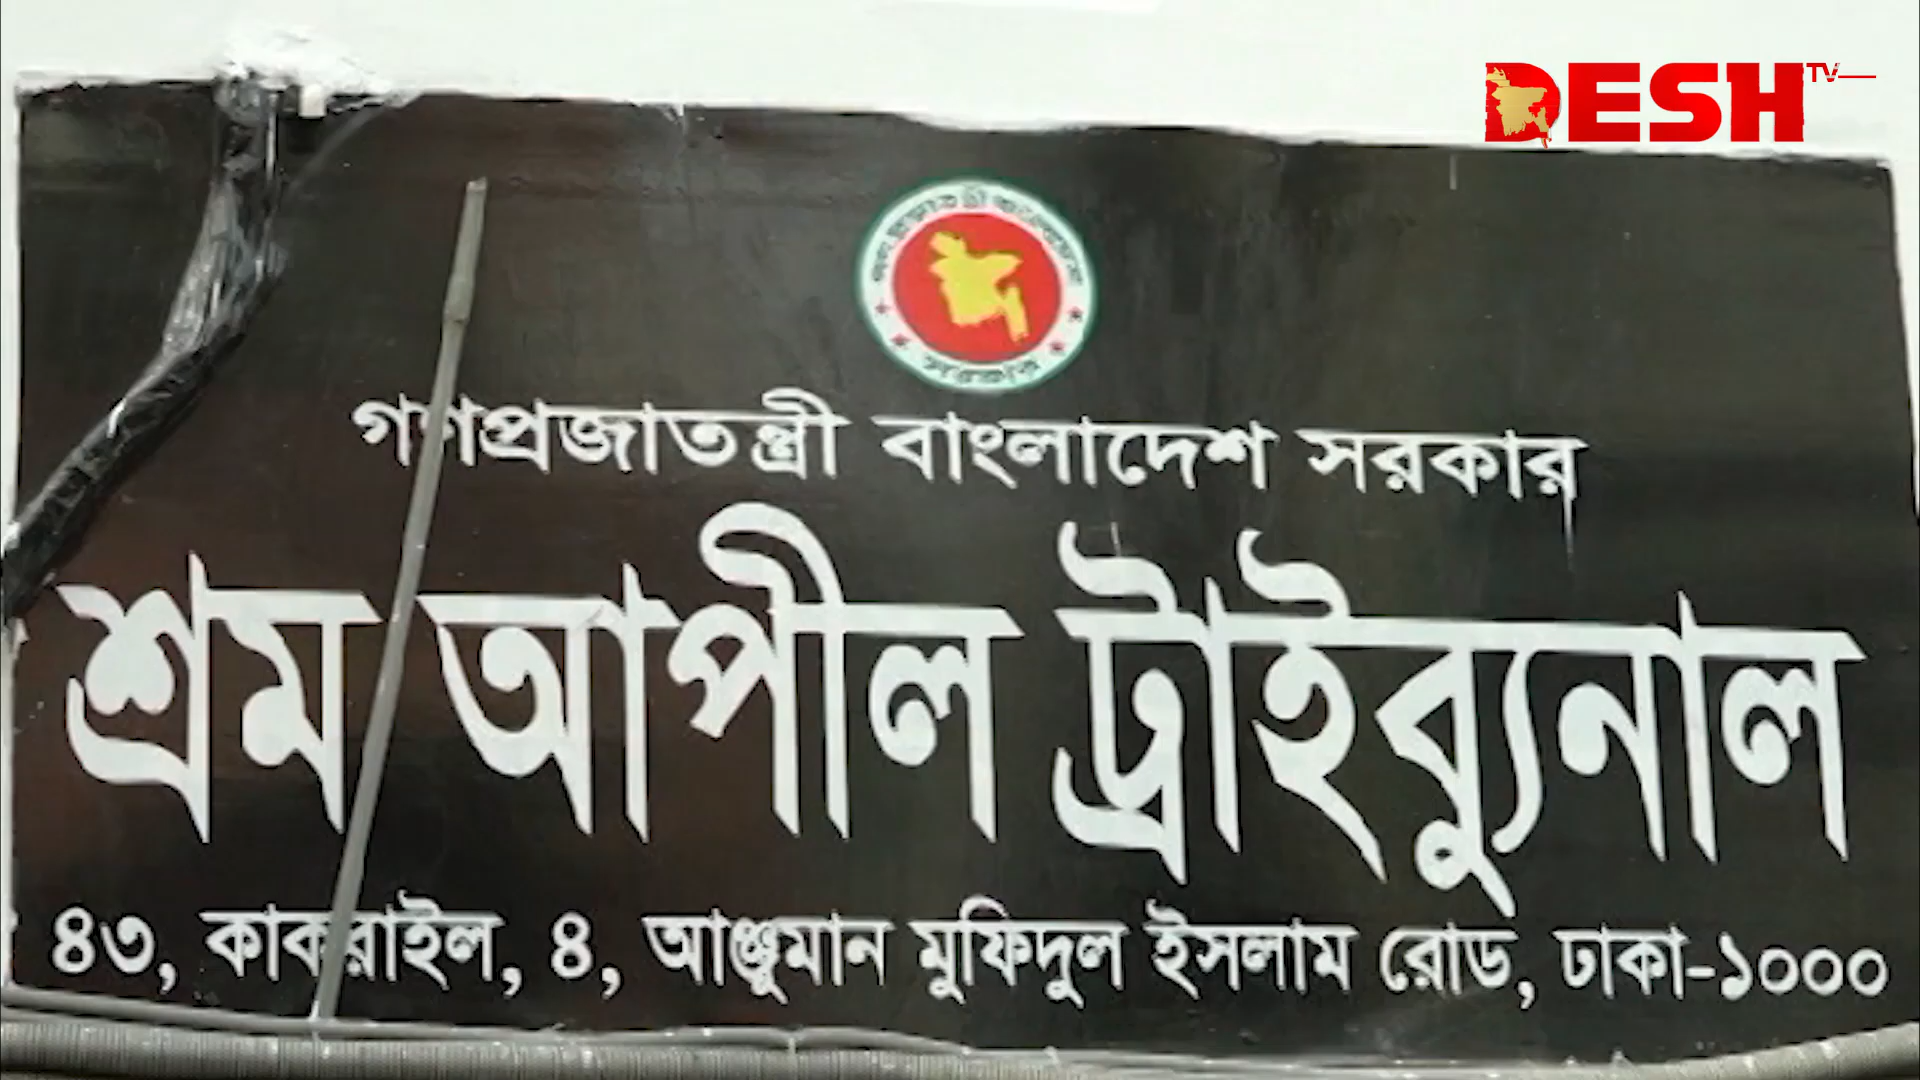 DESH TV
গণপ্রজাতন্ত্রী বাংলাদেশ সরকার
শ্রম আপীল ট্রাইব্যুনাল
৪৩, কাকরাইল, ৪, আঞ্জুমান মুফিদুল ইসলাম রোড, ঢাকা-১০০০